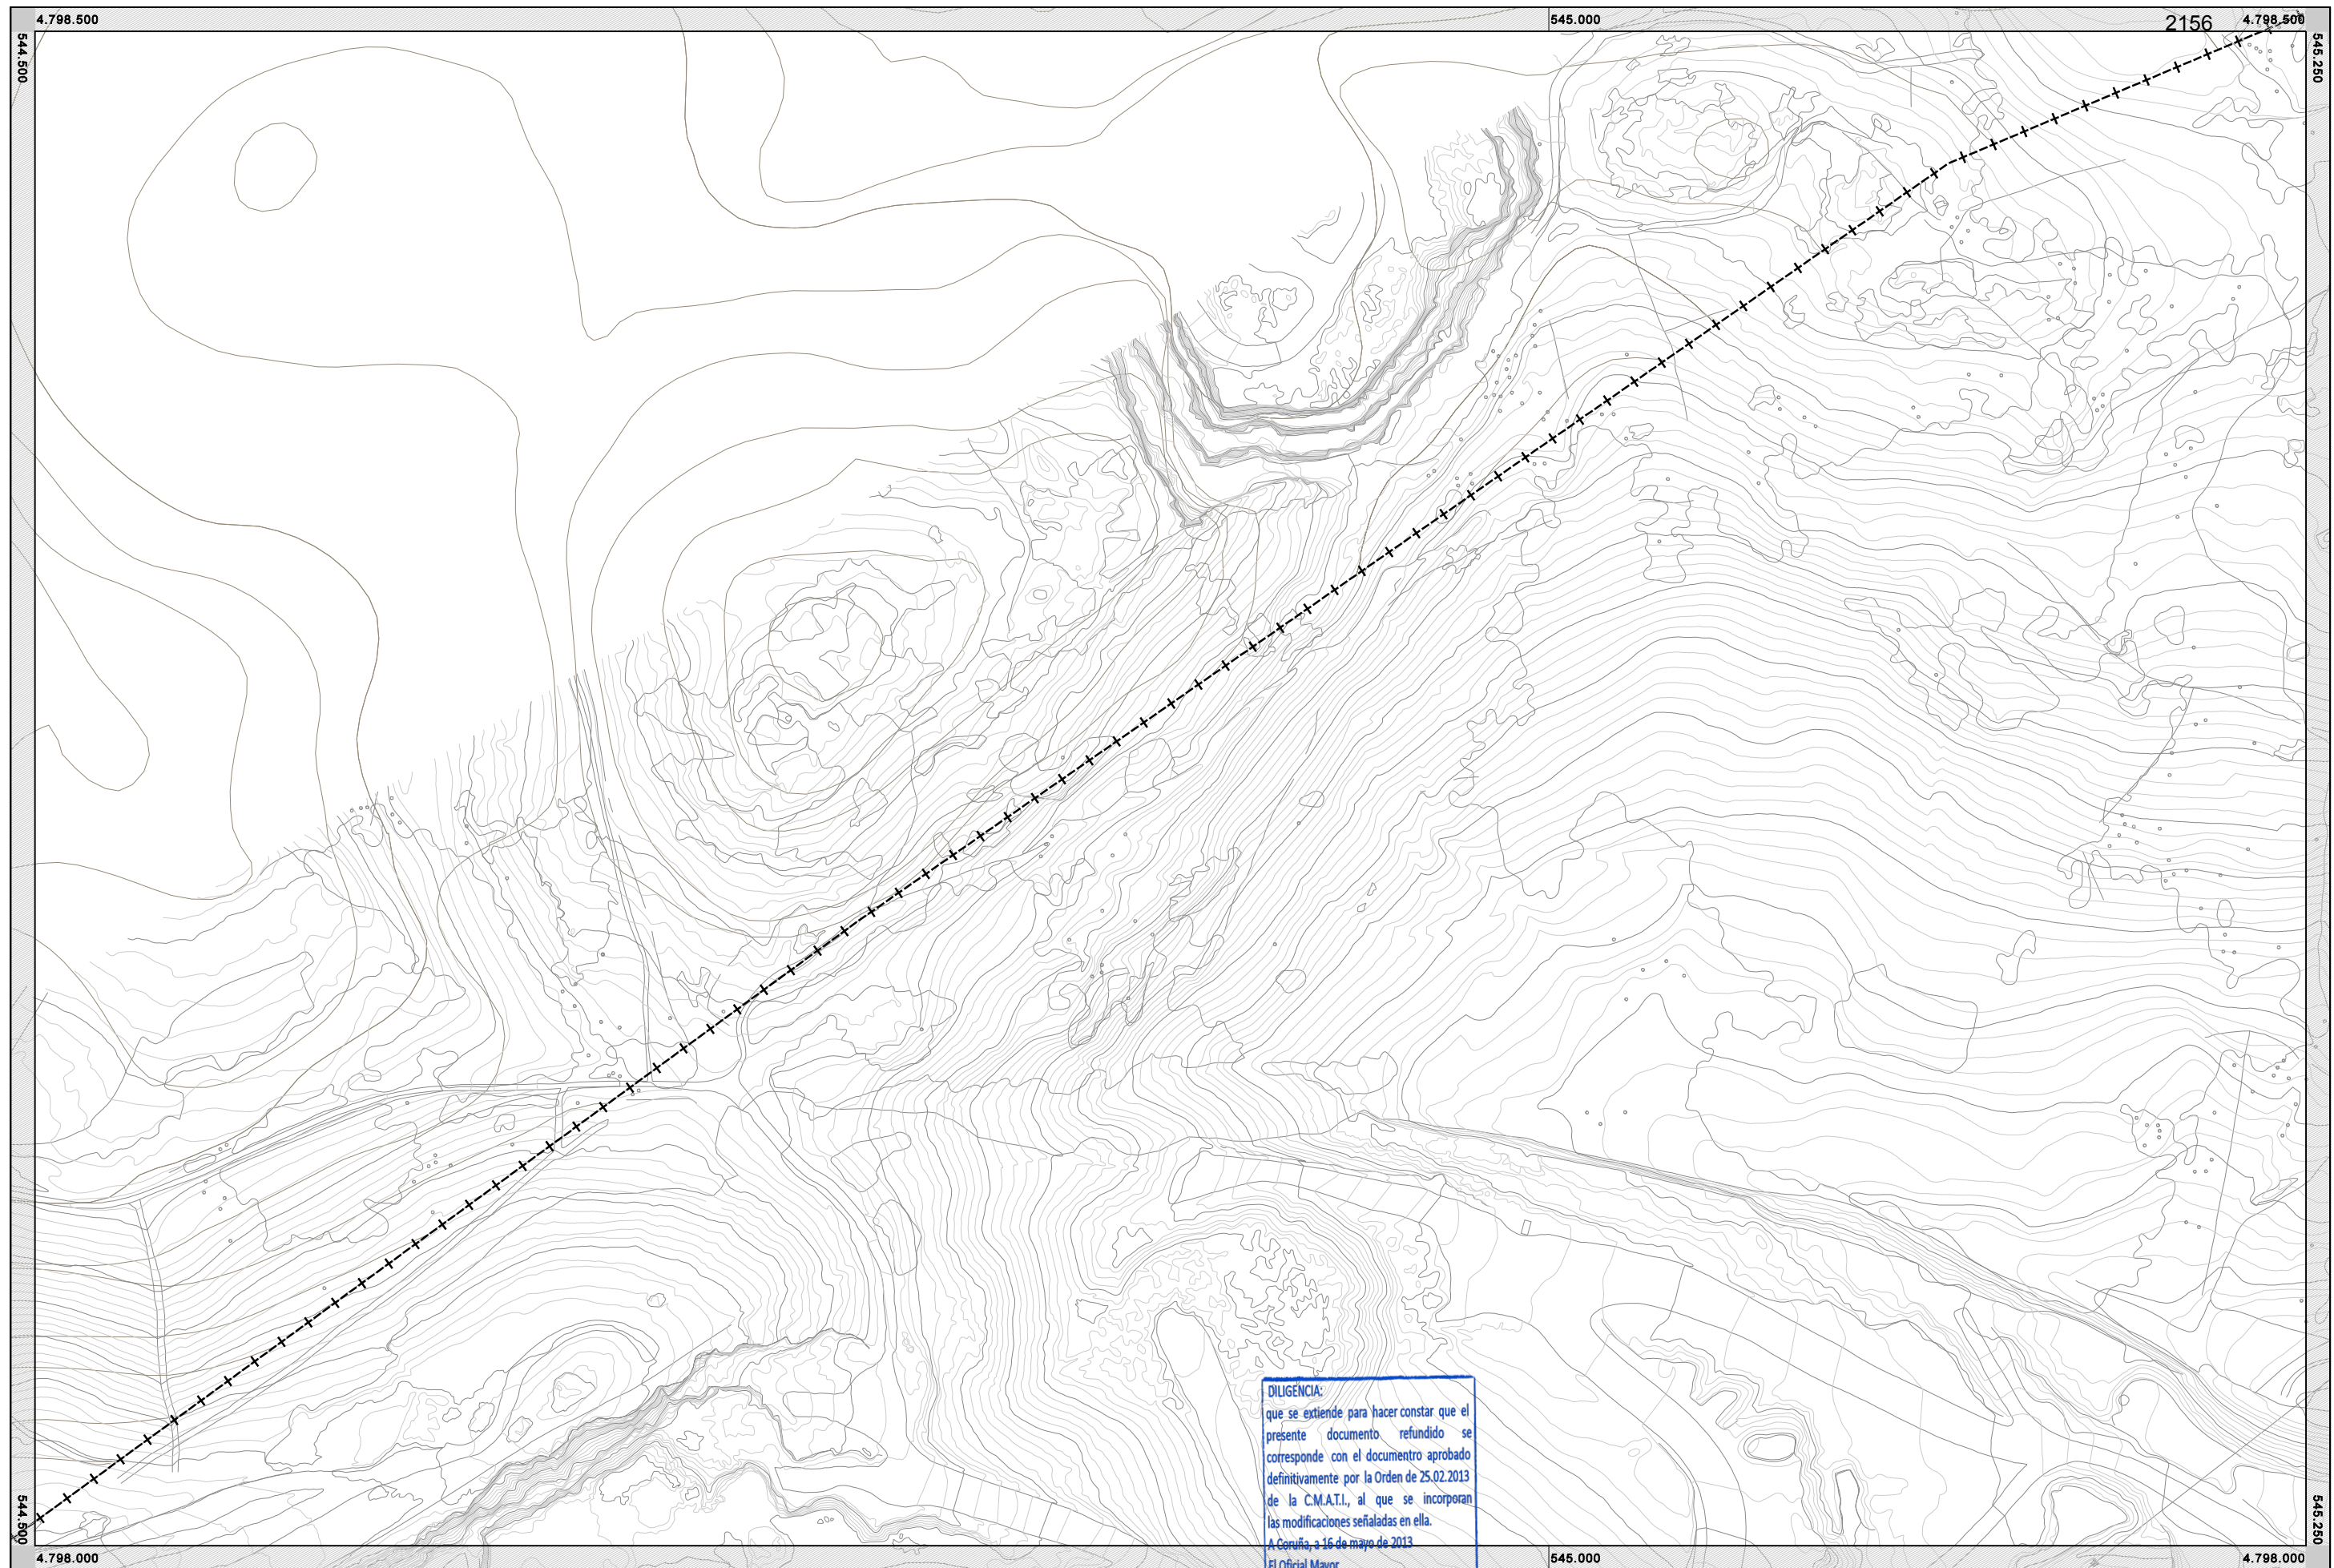 4.798.500
545.000
2156
4.798.500
544.500
545.250
DILIGENCIA:
que se extiende para hacer constar que el
presente documento refundido se
corresponde con el documentro aprobado
definitivamente por la Orden de 25.02.2013
de la C.M.A.T.I., al que se incorporan
las modificaciones señaladas en ella.
A Coruña, a 16 de mayo de 2013
El Oficial Mayor
544.500
545.250
4.798.000
545.000
4.798.000